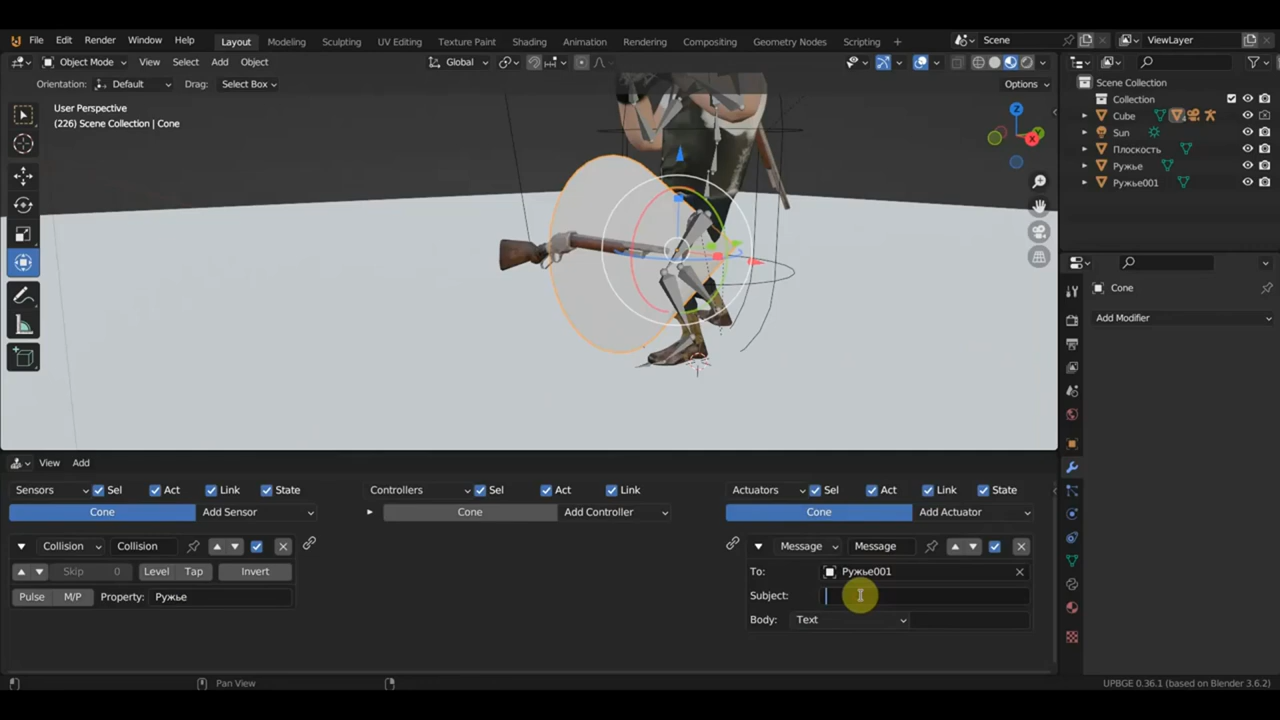 File Edit Render Window Help Layout Modeling Sculpting UV Editing Texture Paint Shading Animation Rendering Compositing Geometry Nodes Scripting + Scene ViewLayer
Object Mode View Select Add Object Global
Orientation: Default Drag: Select Box Options
User Perspective
(226) Scene Collection | Cone
Z
Y
X
Scene Collection
Collection
Cube
Sun
Плоскость
Ружье
Ружье001
Cone
Add Modifier
View Add
Sensors Sel Act Link State Controllers Sel Act Link Actuators Sel Act Link State
Cone Add Sensor Cone Add Controller Cone Add Actuator
Collision Collision Message Message
Skip 0 Level Tap Invert To: Ружье001
Pulse M/P Property: Ружье Subject:
Body: Text
Pan View UPBGE 0.36.1 (based on Blender 3.6.2)